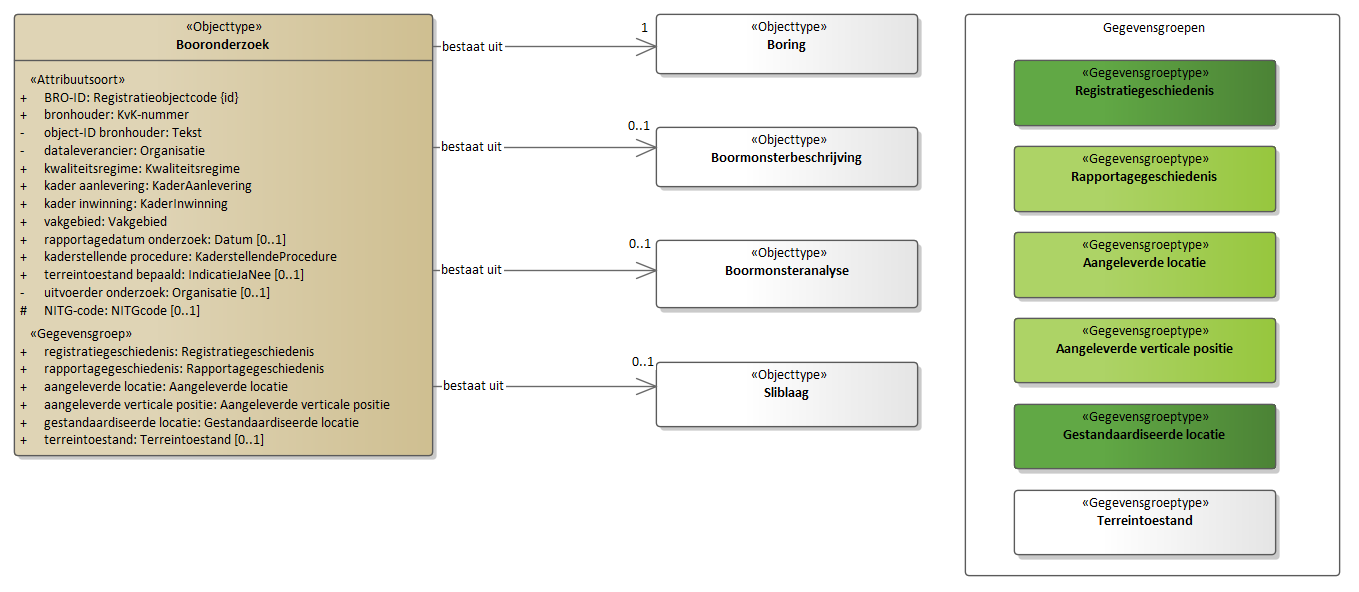 «Objecttype»
Booronderzoek
«Attribuutsoort»
+ BRO-ID: Registratieobjectcode {id}
+ bronhouder: KvK-nummer
- object-ID bronhouder: Tekst
- dataleverancier: Organisatie
+ kwaliteitsregime: Kwaliteitsregime
+ kader aanlevering: KaderAanlevering
+ kader inwinning: KaderInwinning
+ vakgebied: Vakgebied
+ rapportagedatum onderzoek: Datum [0..1]
+ kaderstellende procedure: KaderstellendeProcedure
+ terreintoestand bepaald: IndicatieJaNee [0..1]
- uitvoerder onderzoek: Organisatie [0..1]
# NITG-code: NITGcode [0..1]
«Gegevensgroep»
+ registratiegeschiedenis: Registratiegeschiedenis
+ rapportagegeschiedenis: Rapportagegeschiedenis
+ aangeleverde locatie: Aangeleverde locatie
+ aangeleverde verticale positie: Aangeleverde verticale positie
+ gestandaardiseerde locatie: Gestandaardiseerde locatie
+ terreintoestand: Terreintoestand [0..1]
bestaat uit
1
«Objecttype»
Boring
bestaat uit
0..1
«Objecttype»
Boormonsterbeschrijving
bestaat uit
0..1
«Objecttype»
Boormonsteranalyse
bestaat uit
0..1
«Objecttype»
Sliblaag
Gegevensgroepen
«Gegevensgroeptype»
Registratiegeschiedenis
«Gegevensgroeptype»
Rapportagegeschiedenis
«Gegevensgroeptype»
Aangeleverde locatie
«Gegevensgroeptype»
Aangeleverde verticale positie
«Gegevensgroeptype»
Gestandaardiseerde locatie
«Gegevensgroeptype»
Terreintoestand